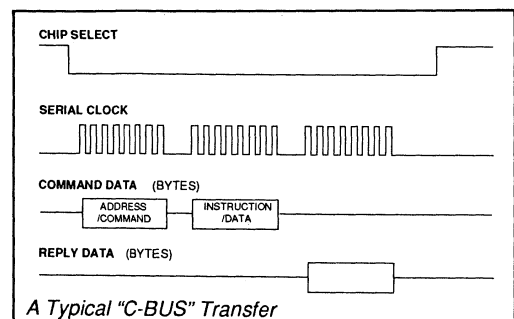 CHIP SELECT
SERIAL CLOCK
COMMAND DATA (BYTES)
ADDRESS
/COMMAND
INSTRUCTION
/DATA
REPLY DATA (BYTES)
A Typical "C-BUS" Transfer